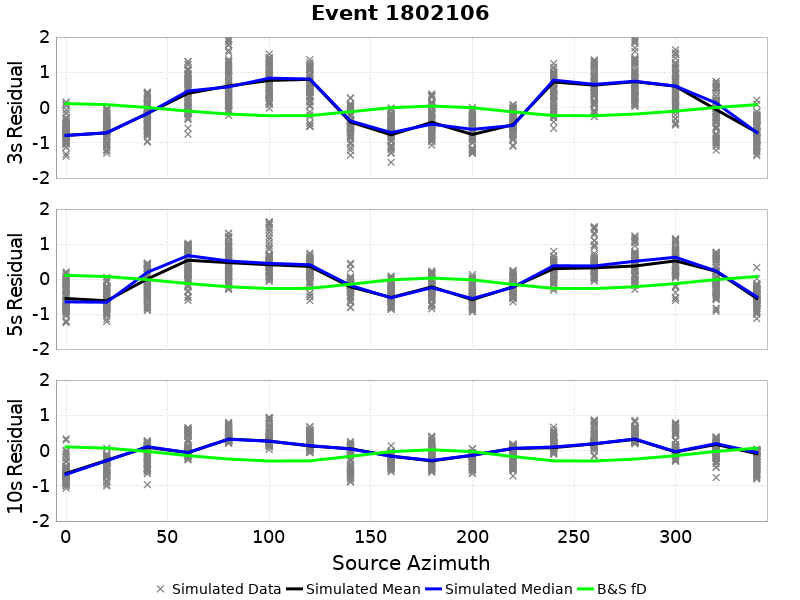 Event 1802106
3s Residual
2
1
0
-1
-2
5s Residual
2
1
0
-1
-2
10s Residual
2
1
0
-1
-2
0 50 100 150 200 250 300
Source Azimuth
Simulated Data Simulated Mean Simulated Median B&S fD